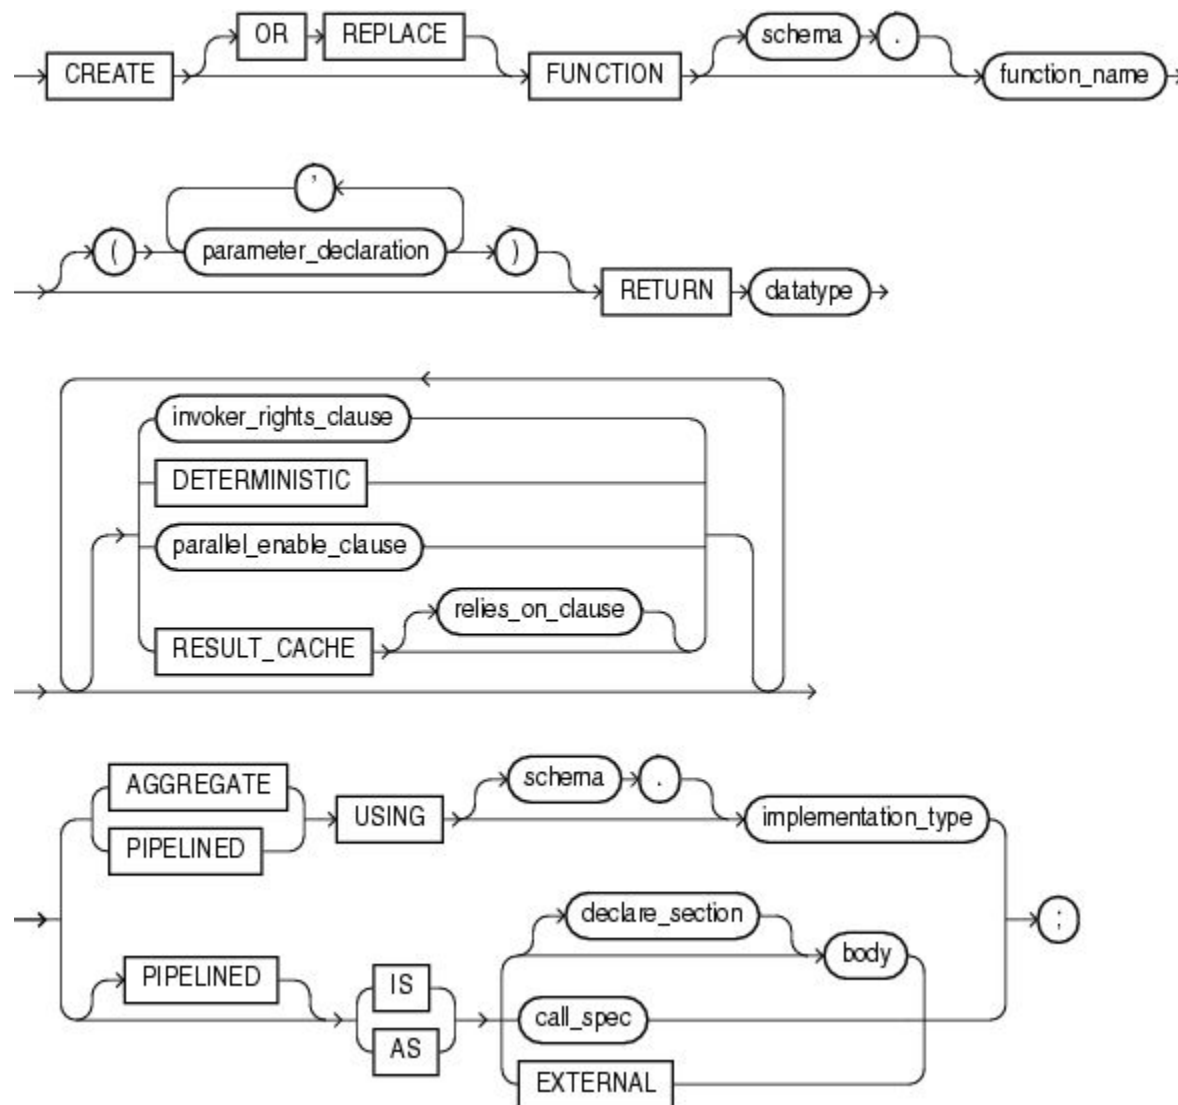 CREATE OR REPLACE FUNCTION schema . function_name
( parameter_declaration , ) RETURN datatype
invoker_rights_clause
DETERMINISTIC
parallel_enable_clause
RESULT_CACHE relies_on_clause
AGGREGATE
PIPELINED
USING schema . implementation_type
PIPELINED
IS
AS
declare_section body
call_spec
EXTERNAL
;